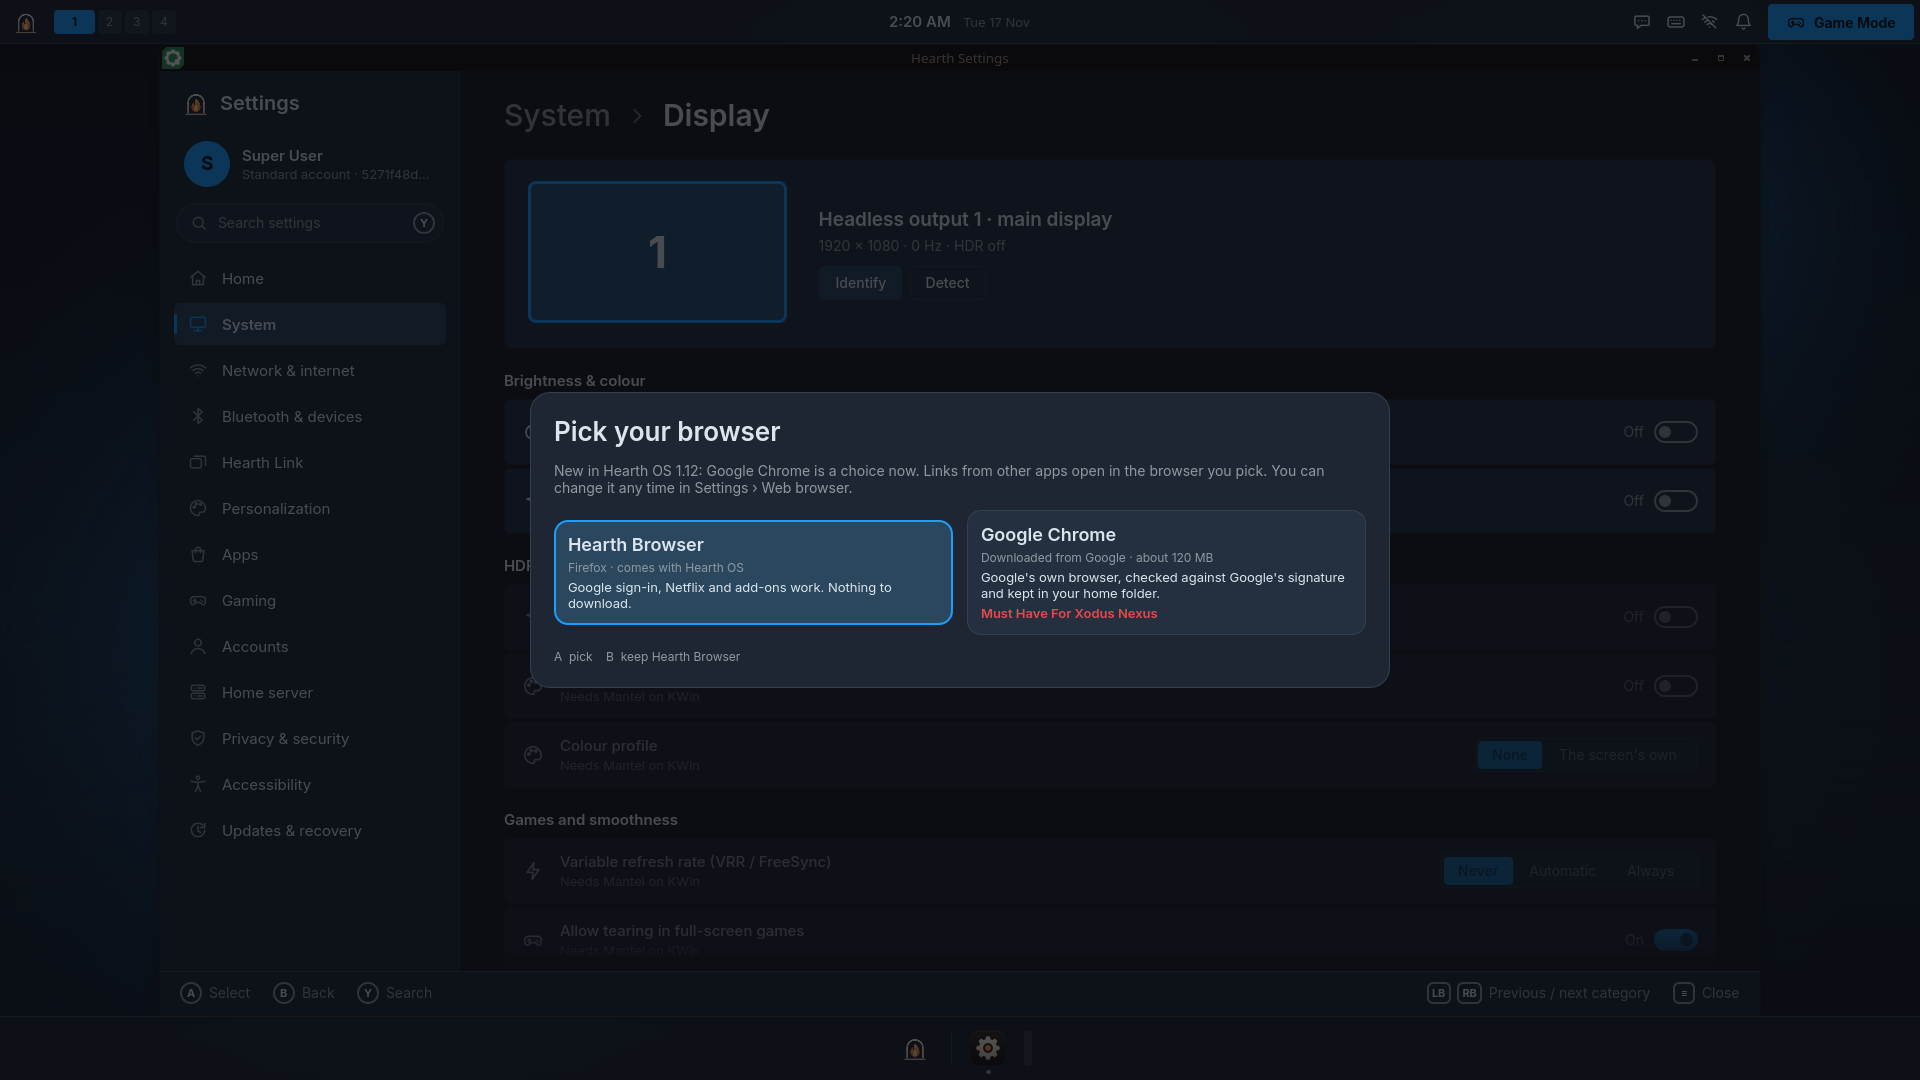 1 2 3 4
2:20 AM Tue 17 Nov
Game Mode
Hearth Settings
Settings
S
Super User
Standard account · 5271f48d...
Search settings
Y
Home
System
Network & internet
Bluetooth & devices
Hearth Link
Personalization
Apps
Gaming
Accounts
Home server
Privacy & security
Accessibility
Updates & recovery
System › Display
1
Headless output 1 · main display
1920 × 1080 · 0 Hz · HDR off
Identify Detect
Brightness & colour
Off
Off
Pick your browser
New in Hearth OS 1.12: Google Chrome is a choice now. Links from other apps open in the browser you pick. You can
change it any time in Settings › Web browser.
Hearth Browser
Firefox · comes with Hearth OS
Google sign-in, Netflix and add-ons work. Nothing to
download.
Google Chrome
Downloaded from Google · about 120 MB
Google's own browser, checked against Google's signature
and kept in your home folder.
Must Have For Xodus Nexus
A pick B keep Hearth Browser
Off
Needs Mantel on KWin
Off
Colour profile
Needs Mantel on KWin
None The screen's own
Games and smoothness
Variable refresh rate (VRR / FreeSync)
Needs Mantel on KWin
Never Automatic Always
Allow tearing in full-screen games
Needs Mantel on KWin
On
A Select B Back Y Search
LB RB Previous / next category ≡ Close